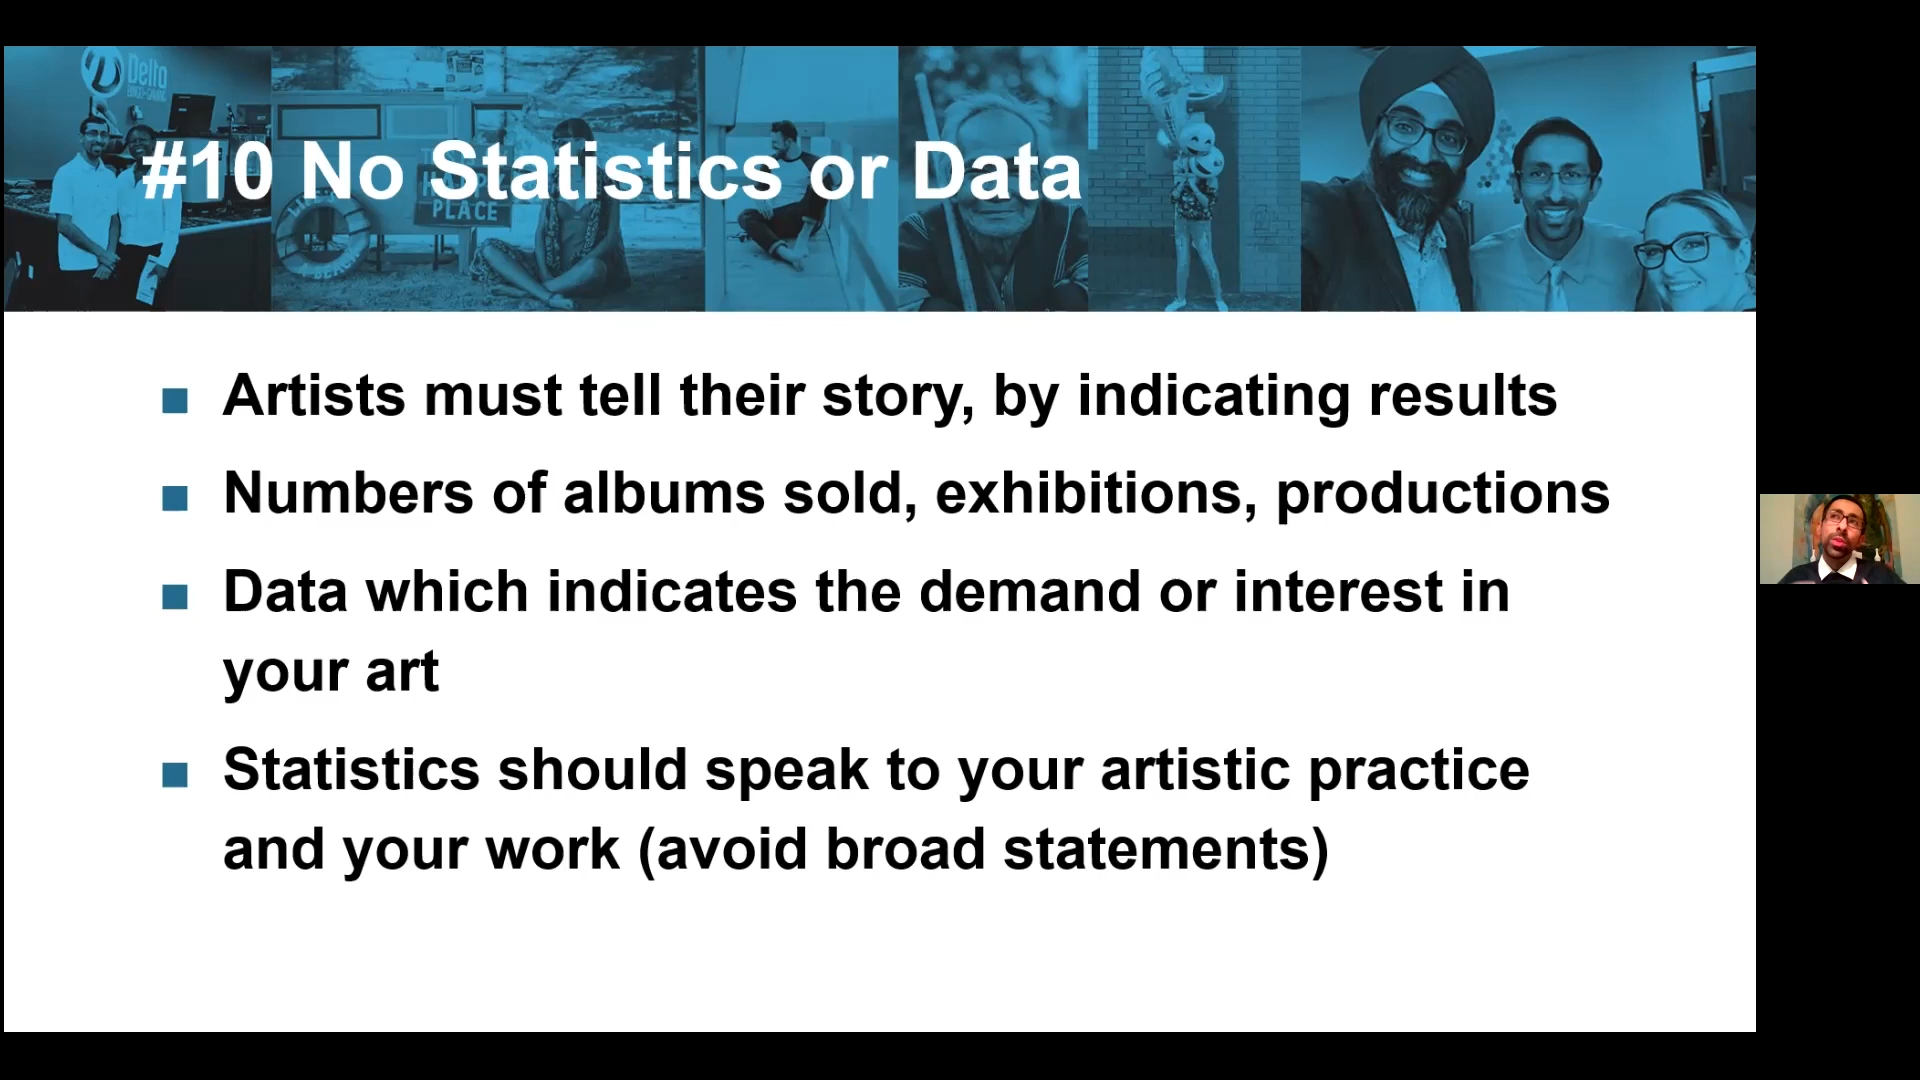 Delta
#10 No Statistics or Data
PLACE
■ Artists must tell their story, by indicating results
■ Numbers of albums sold, exhibitions, productions
■ Data which indicates the demand or interest in
your art
■ Statistics should speak to your artistic practice
and your work (avoid broad statements)